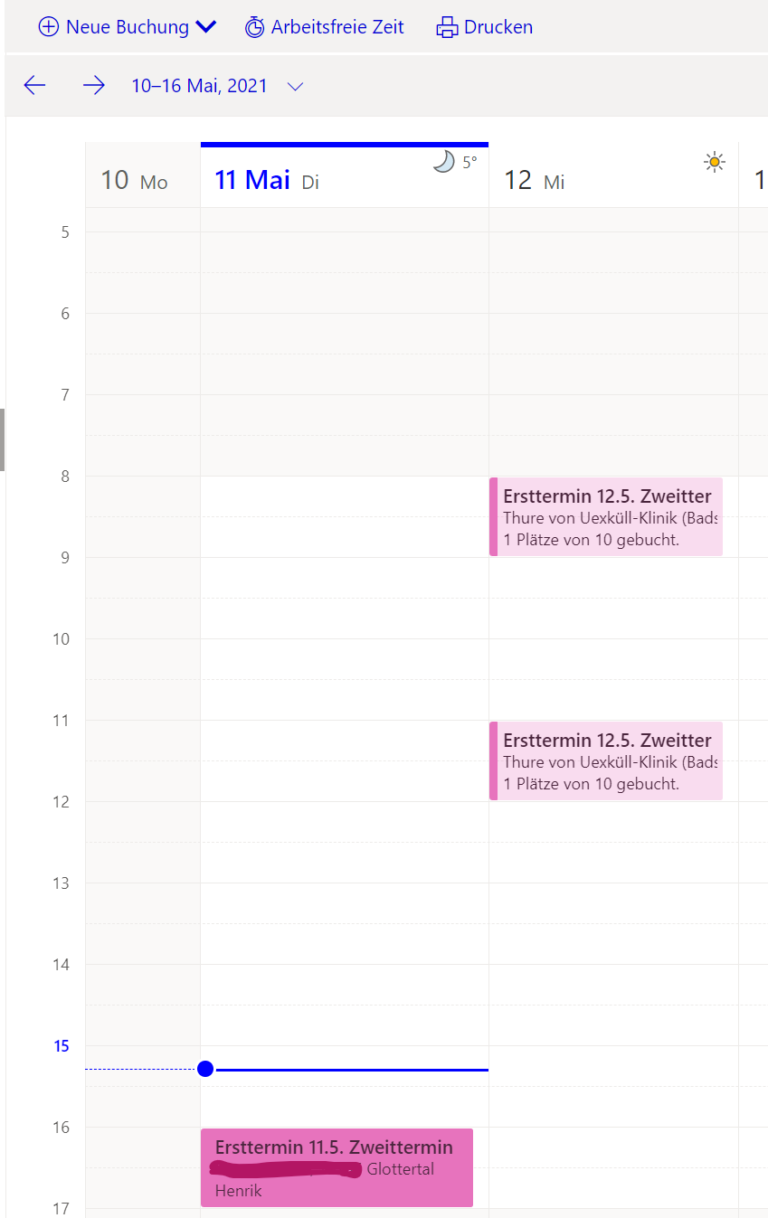 Neue Buchung Arbeitsfreie Zeit Drucken
10–16 Mai, 2021
10 Mo 11 Mai Di 5° 12 Mi 1
5
6
7
8
Ersttermin 12.5. Zweitter
Thure von Uexküll-Klinik (Bads
1 Plätze von 10 gebucht.
9
10
11
Ersttermin 12.5. Zweitter
Thure von Uexküll-Klinik (Bads
1 Plätze von 10 gebucht.
12
13
14
15
16
Ersttermin 11.5. Zweittermin
Glottertal
Henrik
17